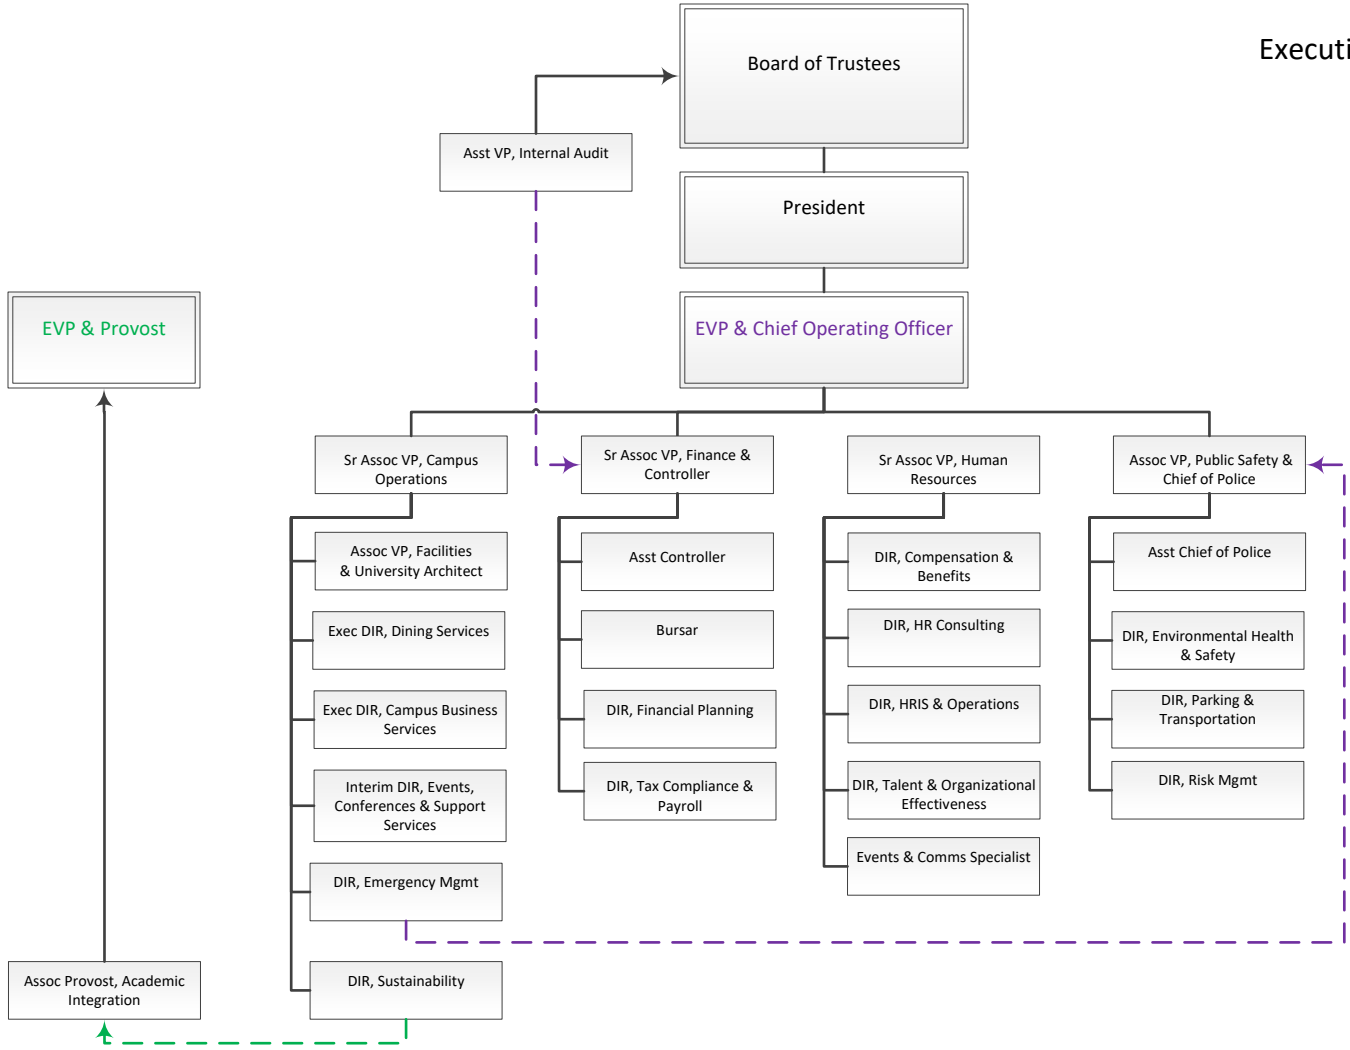 Board of Trustees
Executi
Asst VP, Internal Audit
President
EVP & Provost
EVP & Chief Operating Officer
Sr Assoc VP, Campus
Operations
Sr Assoc VP, Finance &
Controller
Sr Assoc VP, Human
Resources
Assoc VP, Public Safety &
Chief of Police
Assoc VP, Facilities
& University Architect
Exec DIR, Dining Services
Exec DIR, Campus Business
Services
Interim DIR, Events,
Conferences & Support
Services
DIR, Emergency Mgmt
DIR, Sustainability
Asst Controller
Bursar
DIR, Financial Planning
DIR, Tax Compliance &
Payroll
DIR, Compensation &
Benefits
DIR, HR Consulting
DIR, HRIS & Operations
DIR, Talent & Organizational
Effectiveness
Events & Comms Specialist
Asst Chief of Police
DIR, Environmental Health
& Safety
DIR, Parking &
Transportation
DIR, Risk Mgmt
Assoc Provost, Academic
Integration